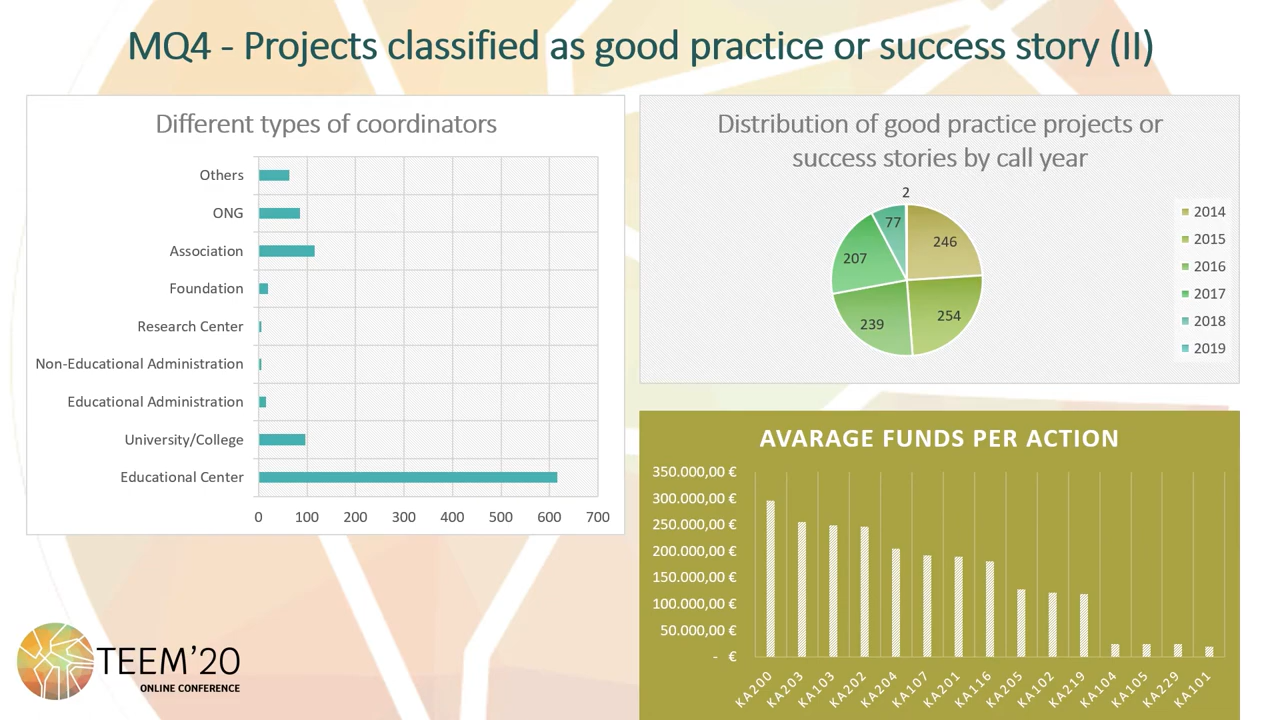 MQ4 - Projects classified as good practice or success story (II)
Different types of coordinators
Others
ONG
Association
Foundation
Research Center
Non-Educational Administration
Educational Administration
University/College
Educational Center
0 100 200 300 400 500 600 700
Distribution of good practice projects or
success stories by call year
2
77
246
207
239
254
2014
2015
2016
2017
2018
2019
AVARAGE FUNDS PER ACTION
350.000,00 €
300.000,00 €
250.000,00 €
200.000,00 €
150.000,00 €
100.000,00 €
50.000,00 €
- €
KA200 KA203 KA103 KA202 KA204 KA107 KA201 KA116 KA205 KA102 KA219 KA104 KA105 KA229 KA101
TEEM'20
ONLINE CONFERENCE